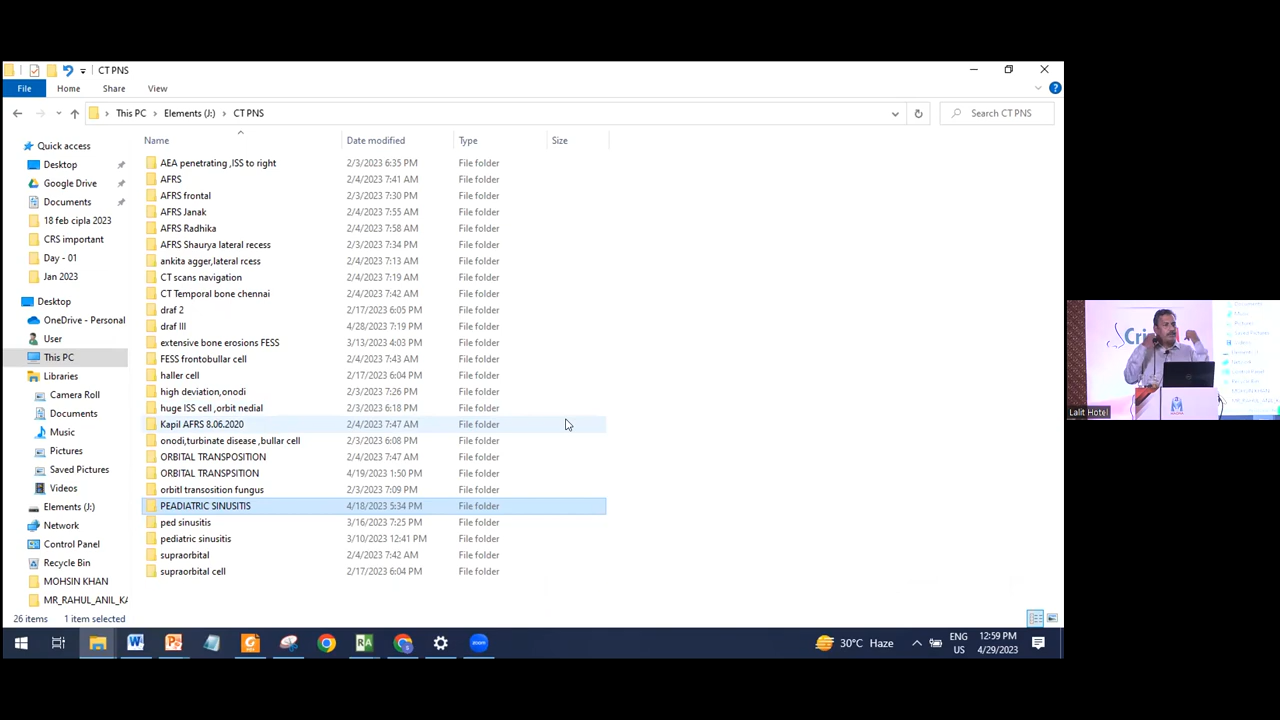 CT PNS
File Home Share View
This PC Elements (J:) CT PNS Search CT PNS
Name Date modified Type Size
Quick access
Desktop
Google Drive
Documents
18 feb cipla 2023
CRS important
Day - 01
Jan 2023
Desktop
OneDrive - Personal
User
This PC
Libraries
Camera Roll
Documents
Music
Pictures
Saved Pictures
Videos
Elements (J:)
Network
Control Panel
Recycle Bin
MOHSIN KHAN
MR_RAHUL_ANIL_KA
AEA penetrating ,ISS to right 2/3/2023 6:35 PM File folder
AFRS 2/4/2023 7:41 AM File folder
AFRS frontal 2/3/2023 7:30 PM File folder
AFRS Janak 2/4/2023 7:55 AM File folder
AFRS Radhika 2/4/2023 7:58 AM File folder
AFRS Shaurya lateral recess 2/3/2023 7:34 PM File folder
ankita agger,lateral rcess 2/4/2023 7:13 AM File folder
CT scans navigation 2/4/2023 7:19 AM File folder
CT Temporal bone chennai 2/4/2023 7:42 AM File folder
draf 2 2/17/2023 6:05 PM File folder
draf III 4/28/2023 7:19 PM File folder
extensive bone erosions FESS 3/13/2023 4:03 PM File folder
FESS frontobullar cell 2/4/2023 7:43 AM File folder
haller cell 2/17/2023 6:04 PM File folder
high deviation,onodi 2/3/2023 7:26 PM File folder
huge ISS cell ,orbit nedial 2/3/2023 6:18 PM File folder
Kapil AFRS 8.06.2020 2/4/2023 7:47 AM File folder
onodi,turbinate disease ,bullar cell 2/3/2023 6:08 PM File folder
ORBITAL TRANSPOSITION 2/4/2023 7:47 AM File folder
ORBITAL TRANSPSITION 4/19/2023 1:50 PM File folder
orbitl transosition fungus 2/3/2023 7:09 PM File folder
PEADIATRIC SINUSITIS 4/18/2023 5:34 PM File folder
ped sinusitis 3/16/2023 7:25 PM File folder
pediatric sinusitis 3/10/2023 12:41 PM File folder
supraorbital 2/4/2023 7:42 AM File folder
supraorbital cell 2/17/2023 6:04 PM File folder
26 items 1 item selected
30°C Haze
ENG
US
12:59 PM
4/29/2023
Lalit Hotel